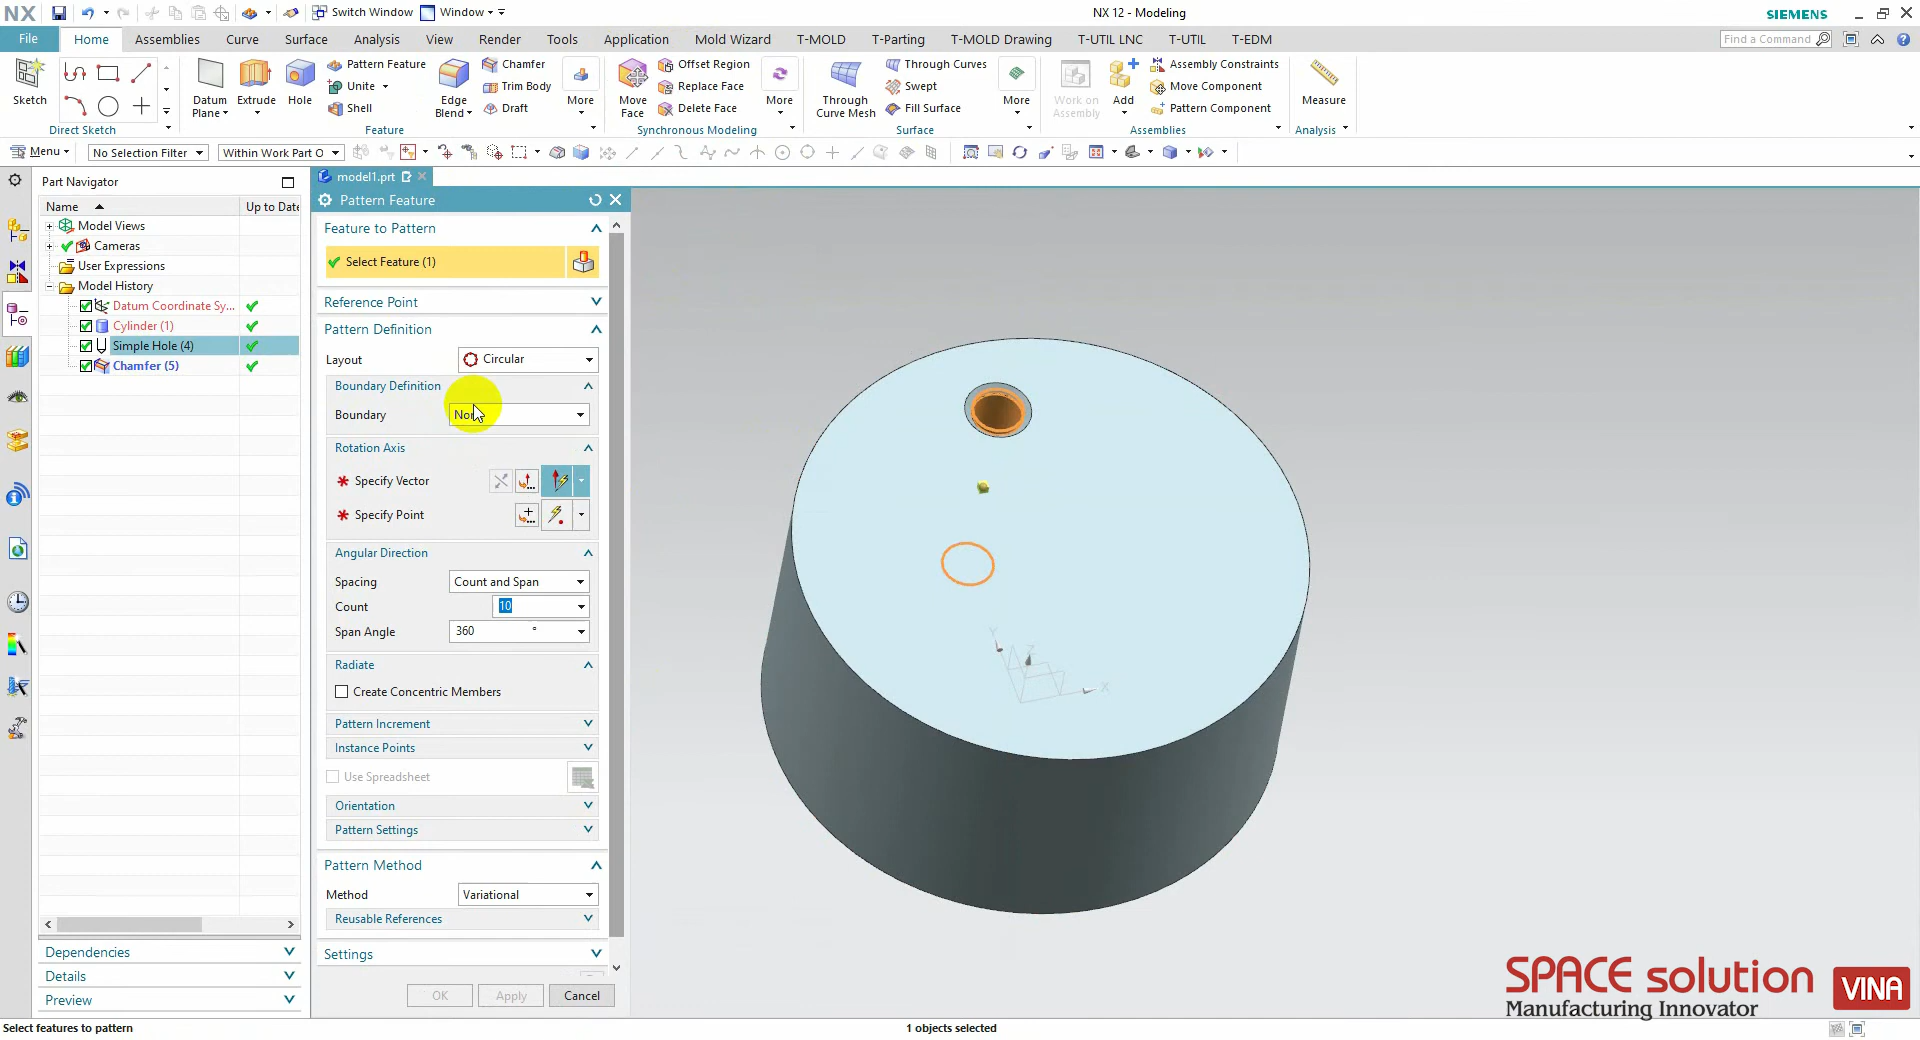 NX
Switch Window
Window
NX 12 - Modeling
SIEMENS
File
Home
Assemblies
Curve
Surface
Analysis
View
Render
Tools
Application
Mold Wizard
T-MOLD
T-Parting
T-MOLD Drawing
T-UTIL LNC
T-UTIL
T-EDM
Find a Command
Sketch
Direct Sketch
Datum Plane
Extrude
Hole
Pattern Feature
Unite
Shell
Feature
Edge Blend
Chamfer
Trim Body
Draft
More
Move Face
Offset Region
Replace Face
Delete Face
Synchronous Modeling
More
Through Curve Mesh
Through Curves
Swept
Fill Surface
Surface
More
Work on Assembly
Add
Assembly Constraints
Move Component
Pattern Component
Assemblies
Measure
Analysis
Menu
No Selection Filter
Within Work Part O
Part Navigator
Name
Up to Date
Model Views
Cameras
User Expressions
Model History
Datum Coordinate Sy...
Cylinder (1)
Simple Hole (4)
Chamfer (5)
Dependencies
Details
Preview
model1.prt
Pattern Feature
Feature to Pattern
Select Feature (1)
Reference Point
Pattern Definition
Layout
Circular
Boundary Definition
Boundary
Rotation Axis
Specify Vector
Specify Point
Angular Direction
Spacing
Count and Span
Count
10
Span Angle
360
°
Radiate
Create Concentric Members
Pattern Increment
Instance Points
Use Spreadsheet
Orientation
Pattern Settings
Pattern Method
Method
Variational
Reusable References
Settings
OK
Apply
Cancel
Y
Z
X
SPACE solution
Manufacturing Innovator
VINA
Select features to pattern
1 objects selected